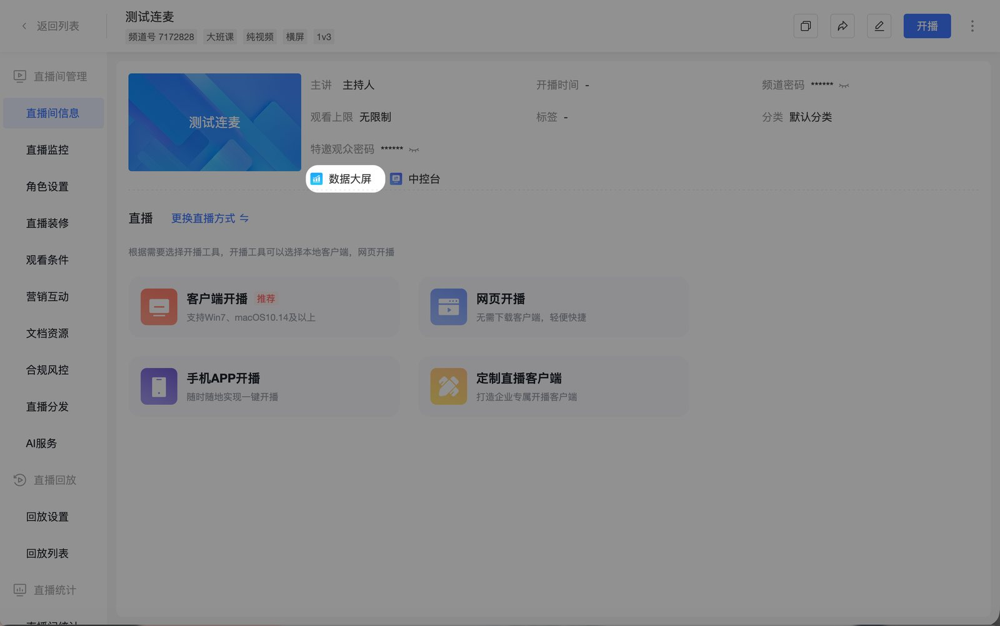 返回列表
测试连麦
频道号 7172828 大班课 纯视频 横屏 1v3
开播
直播间管理
直播间信息
直播监控
角色设置
直播装修
观看条件
营销互动
文档资源
合规风控
直播分发
AI服务
直播回放
回放设置
回放列表
直播统计
直播间统计
测试连麦
主讲 主持人
开播时间 -
频道密码 ******
观看上限 无限制
标签 -
分类 默认分类
特邀观众密码 ******
数据大屏
中控台
直播 更换直播方式
根据需要选择开播工具，开播工具可以选择本地客户端，网页开播
客户端开播 推荐
支持Win7、macOS10.14及以上
网页开播
无需下载客户端，轻便快捷
手机APP开播
随时随地实现一键开播
定制直播客户端
打造企业专属开播客户端